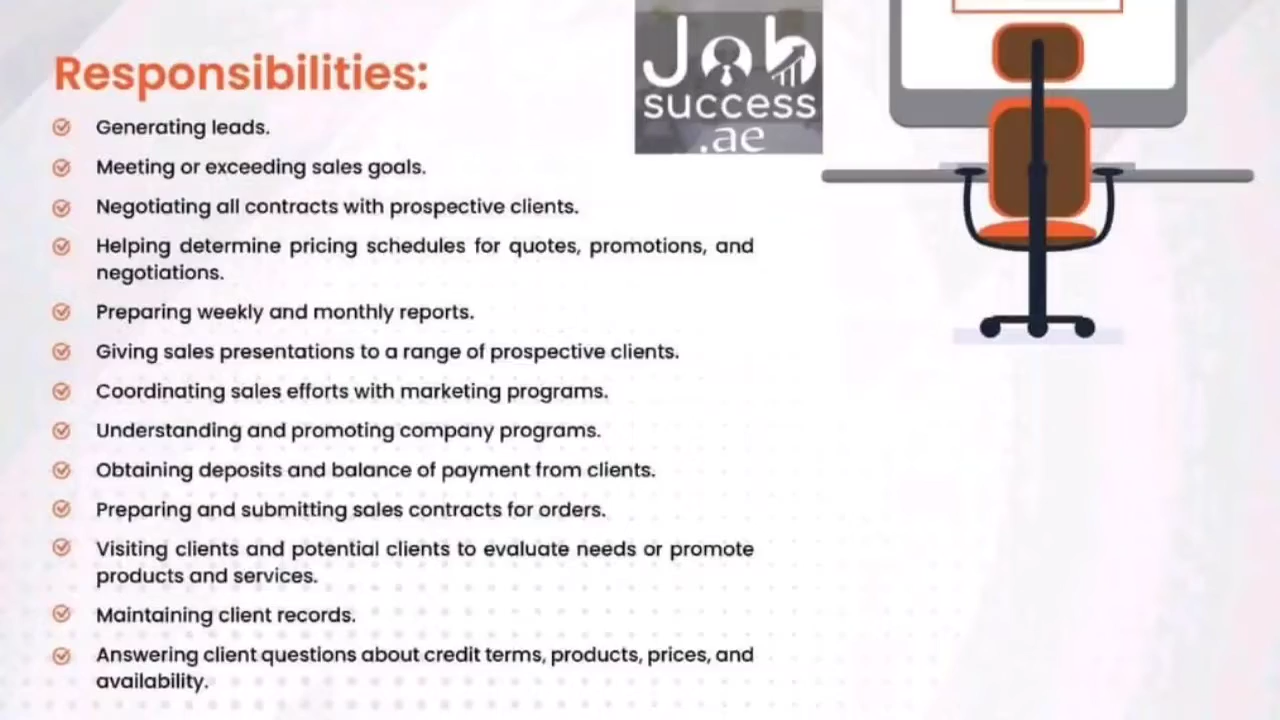 Responsibilities:
Job
success
.ae
Generating leads.
Meeting or exceeding sales goals.
Negotiating all contracts with prospective clients.
Helping determine pricing schedules for quotes, promotions, and
negotiations.
Preparing weekly and monthly reports.
Giving sales presentations to a range of prospective clients.
Coordinating sales efforts with marketing programs.
Understanding and promoting company programs.
Obtaining deposits and balance of payment from clients.
Preparing and submitting sales contracts for orders.
Visiting clients and potential clients to evaluate needs or promote
products and services.
Maintaining client records.
Answering client questions about credit terms, products, prices, and
availability.